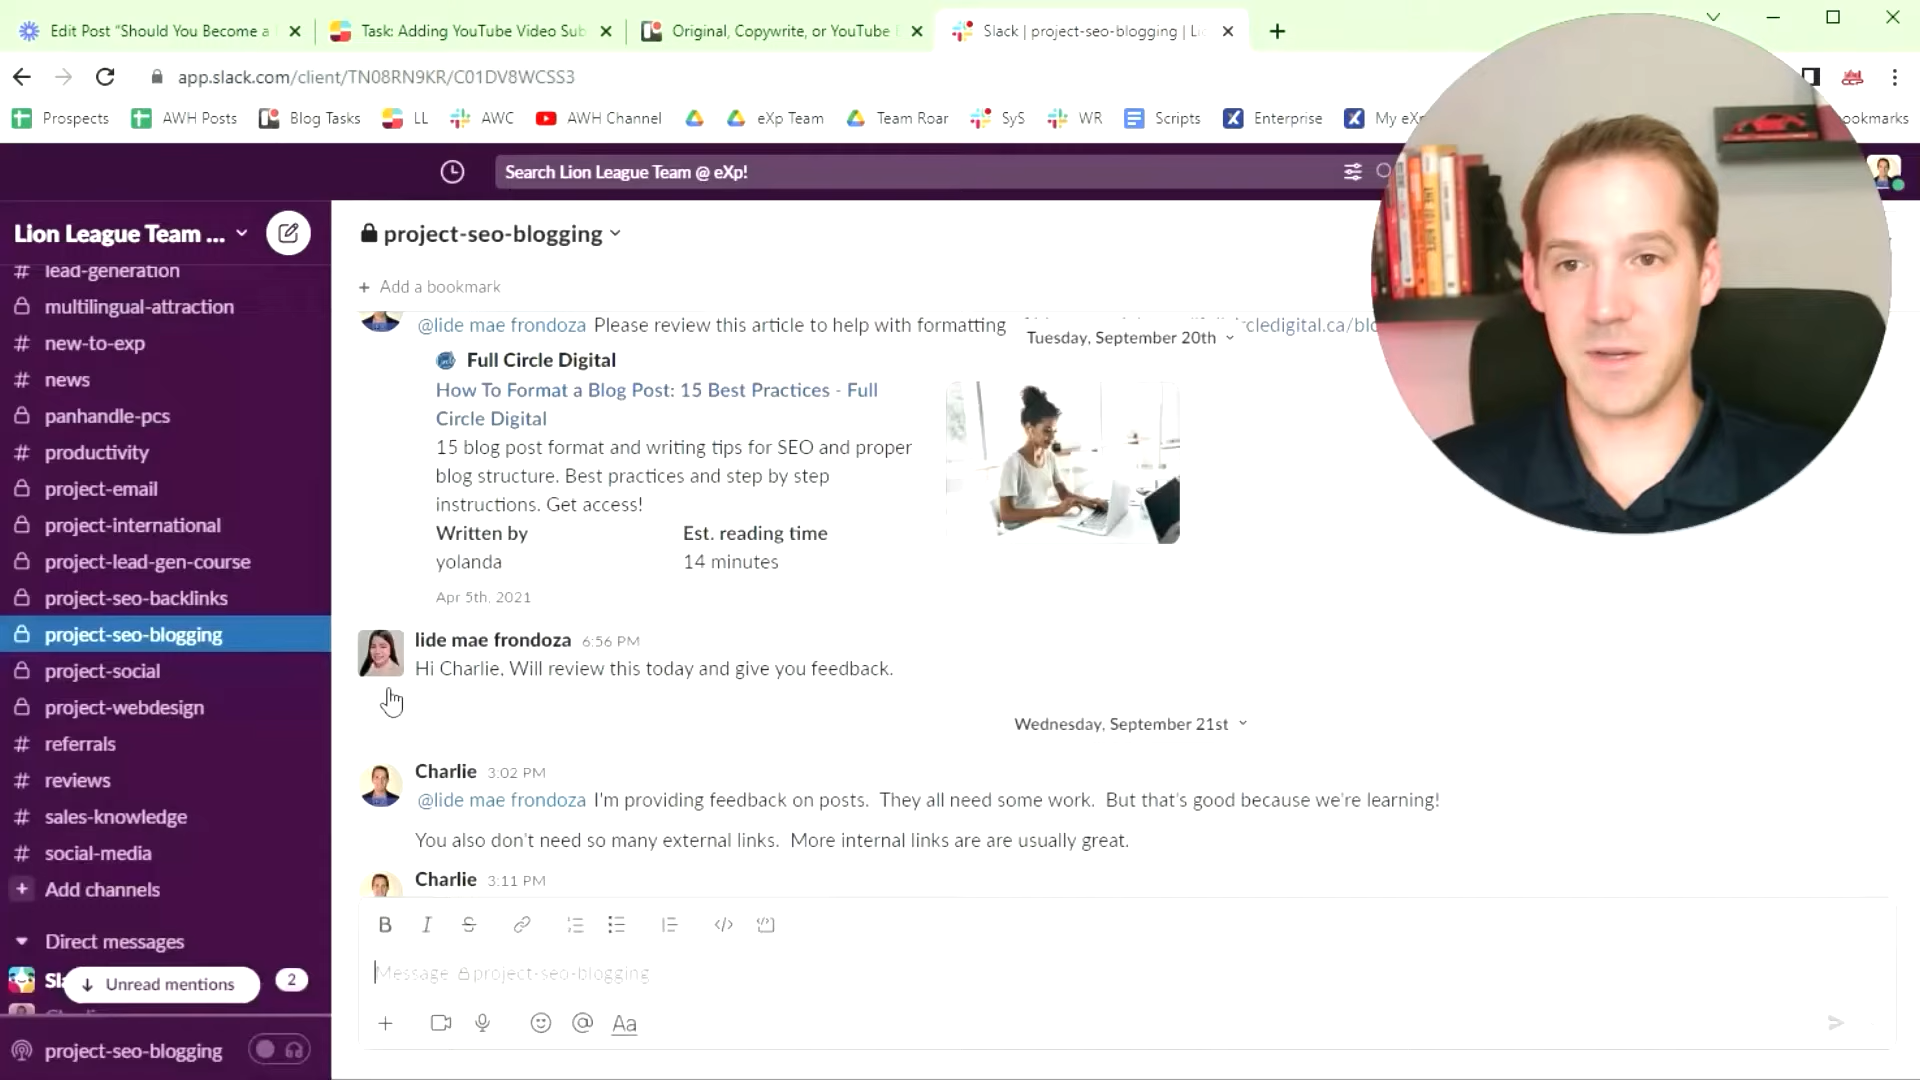 Edit Post "Should You Become a
Task: Adding YouTube Video Sub
Original, Copywrite, or YouTube
Slack | project-seo-blogging |
app.slack.com/client/TN08RN9KR/C01DV8WCSS3
Prospects
AWH Posts
Blog Tasks
LL
AWC
AWH Channel
eXp Team
Team Roar
SyS
WR
Scripts
Enterprise
My eXp
ookmarks
Search Lion League Team @ eXp!
Lion League Team ...
lead-generation
multilingual-attraction
new-to-exp
news
panhandle-pcs
productivity
project-email
project-international
project-lead-gen-course
project-seo-backlinks
project-seo-blogging
project-social
project-webdesign
referrals
reviews
sales-knowledge
social-media
Add channels
Direct messages
Unread mentions
2
project-seo-blogging
project-seo-blogging
Add a bookmark
@lide mae frondoza Please review this article to help with formatting
Tuesday, September 20th
Full Circle Digital
How To Format a Blog Post: 15 Best Practices - Full
Circle Digital
15 blog post format and writing tips for SEO and proper
blog structure. Best practices and step by step
instructions. Get access!
Written by
Est. reading time
yolanda
14 minutes
Apr 5th, 2021
lide mae frondoza 6:56 PM
Hi Charlie, Will review this today and give you feedback.
Wednesday, September 21st
Charlie 3:02 PM
@lide mae frondoza I'm providing feedback on posts.  They all need some work.  But that's good because we're learning!
You also don't need so many external links.  More internal links are are usually great.
Charlie 3:11 PM
Message project-seo-blogging